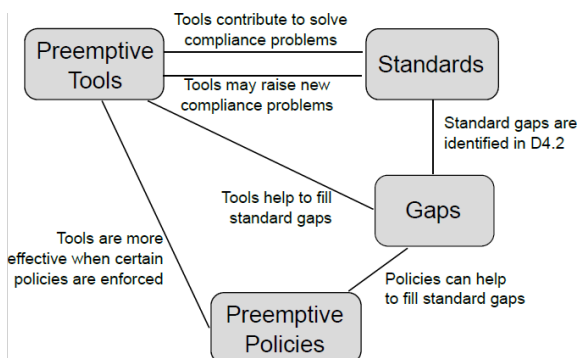 Tools contribute to solve
compliance problems
Preemptive
Tools
Standards
Tools may raise new
compliance problems
Standard gaps are
identified in D4.2
Tools help to fill
standard gaps
Gaps
Tools are more
effective when certain
policies are enforced
Policies can help
to fill standard gaps
Preemptive
Policies